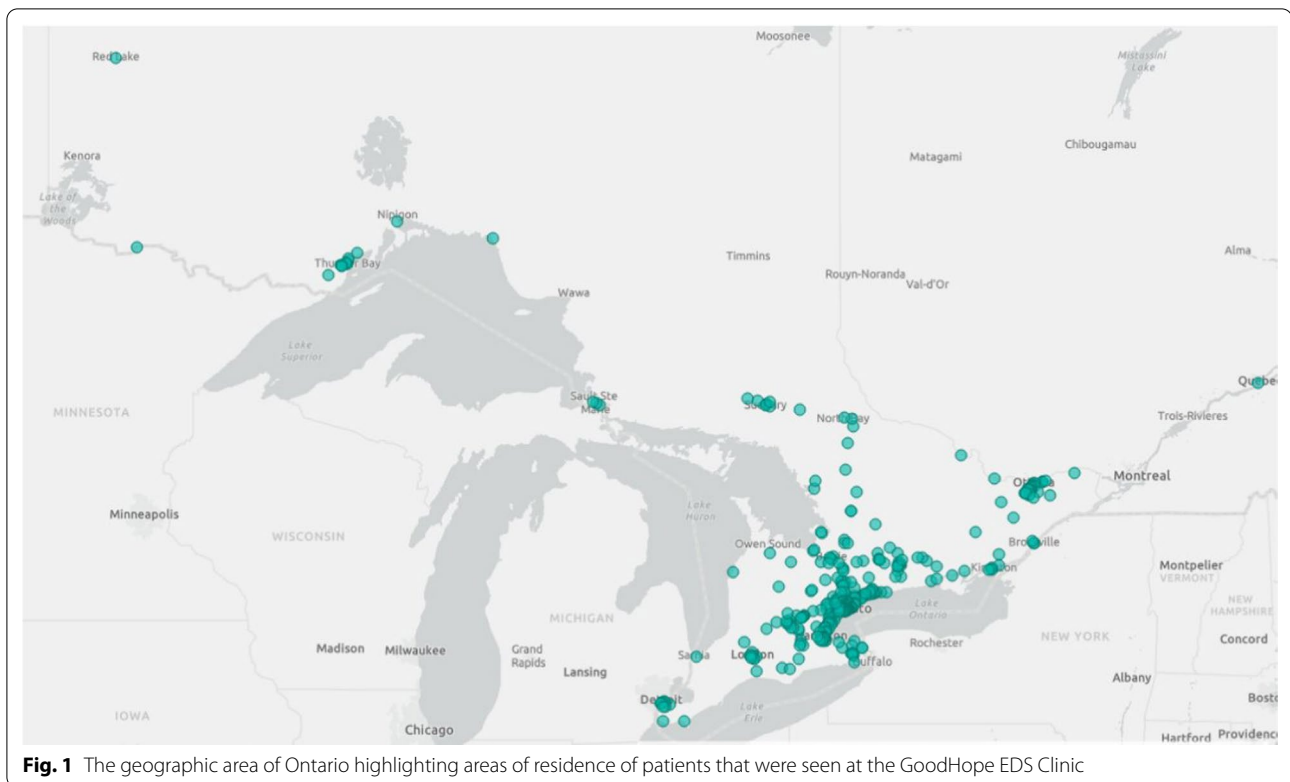 Moosonee
Mistassini
Lake
Red Lake
Chibougamau
Kenora
Matagami
Lake of
the
Woods
Nipigon
Alma
Timmins
Thunder Bay
Rouyn-Noranda
Val-d'Or
Wawa
Lake
Superior
Quebec
Sault Ste
Marie
MINNESOTA
Sudbury
North Bay
Trois-Rivieres
Montreal
Ottawa
Minneapolis
Lake
Huron
WISCONSIN
Owen Sound
Brockville
Barrie
Montpelier
VERMONT
Kingston
NEW
HAMPSHIRE
Lake
Ontario
MICHIGAN
Hamilton
NEW YORK
Concord
Rochester
Madison
Milwaukee
Grand
Rapids
Sarnia
London
Buffalo
Lansing
Albany
Detroit
Bosto
Lake
Erie
IOWA
Chicago
Hartford
Providenc
Fig. 1 The geographic area of Ontario highlighting areas of residence of patients that were seen at the GoodHope EDS Clinic